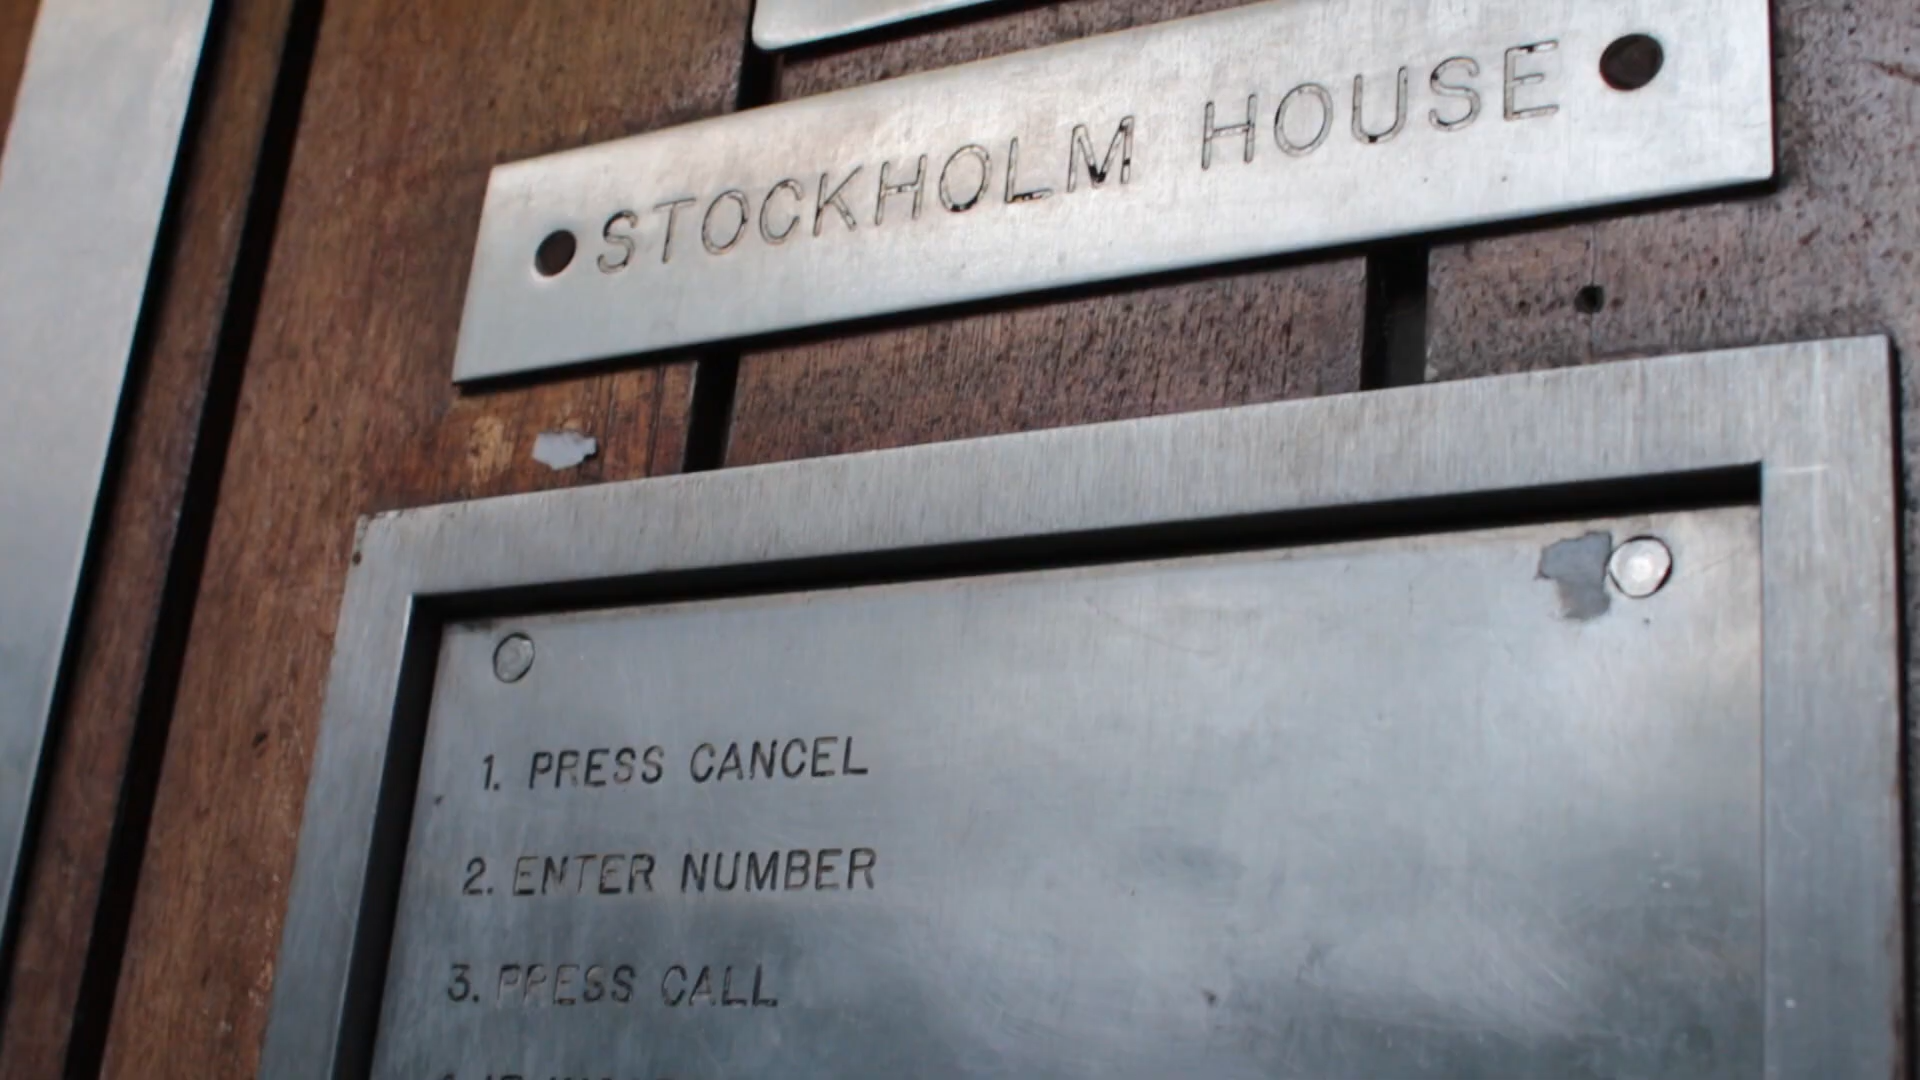 STOCKHOLM HOUSE
1. PRESS CANCEL
2. ENTER NUMBER
3. PRESS CALL